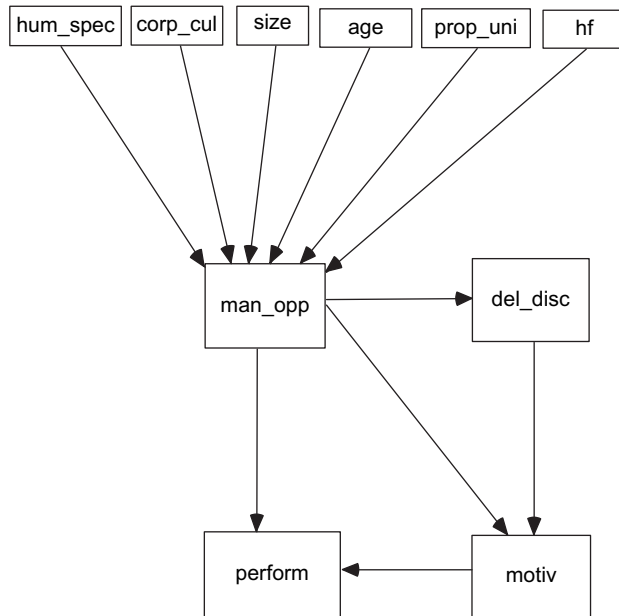 hum_spec corp_cul size age prop_uni hf
man_opp del_disc
perform motiv